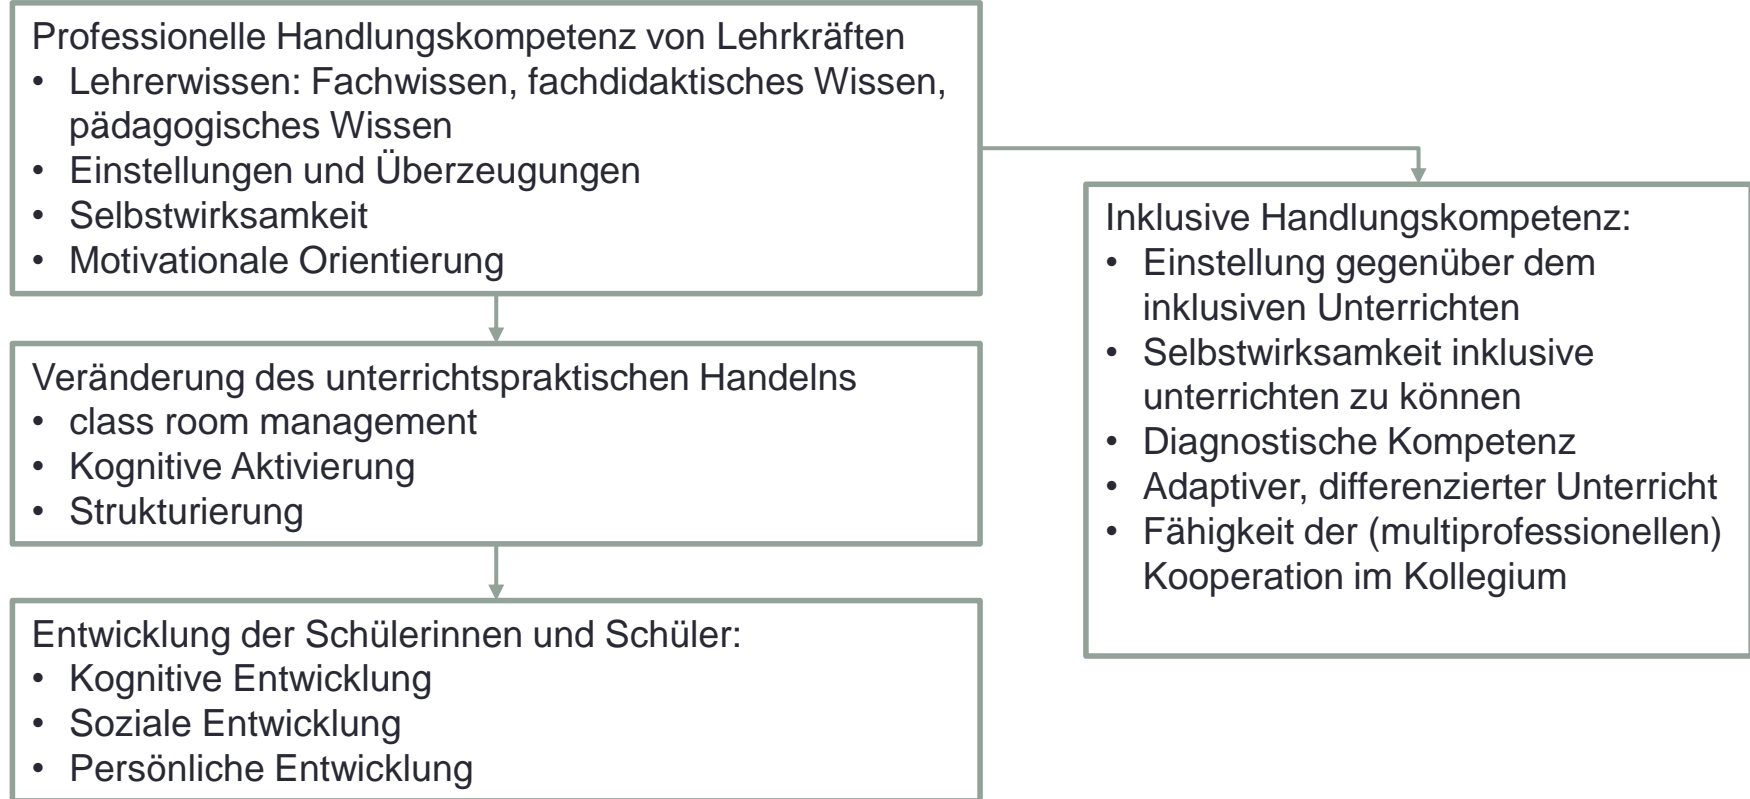 Professionelle Handlungskompetenz von Lehrkräften
• Lehrerwissen: Fachwissen, fachdidaktisches Wissen,
pädagogisches Wissen
• Einstellungen und Überzeugungen
• Selbstwirksamkeit
• Motivationale Orientierung
Veränderung des unterrichtspraktischen Handelns
• class room management
• Kognitive Aktivierung
• Strukturierung
Entwicklung der Schülerinnen und Schüler:
• Kognitive Entwicklung
• Soziale Entwicklung
• Persönliche Entwicklung
Inklusive Handlungskompetenz:
• Einstellung gegenüber dem
inklusiven Unterrichten
• Selbstwirksamkeit inklusive
unterrichten zu können
• Diagnostische Kompetenz
• Adaptiver, differenzierter Unterricht
• Fähigkeit der (multiprofessionellen)
Kooperation im Kollegium